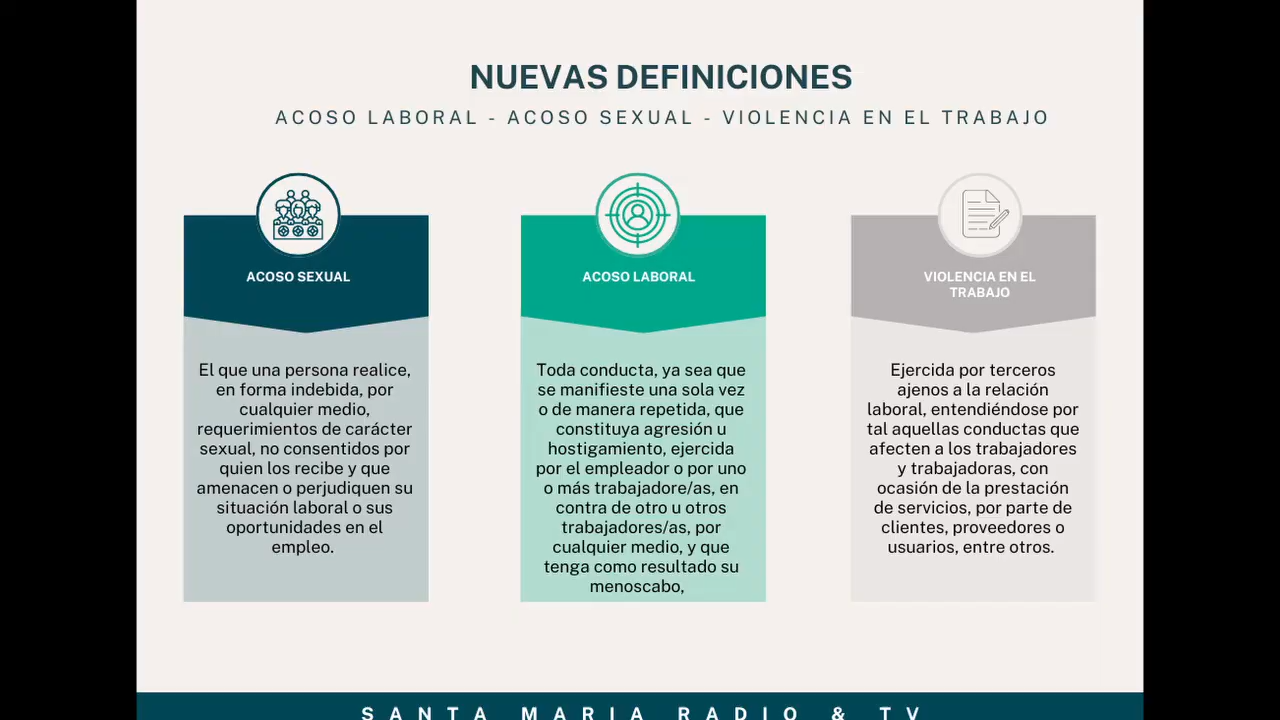 NUEVAS DEFINICIONES
ACOSO LABORAL - ACOSO SEXUAL - VIOLENCIA EN EL TRABAJO
ACOSO SEXUAL
El que una persona realice,
en forma indebida, por
cualquier medio,
requerimientos de carácter
sexual, no consentidos por
quien los recibe y que
amenacen o perjudiquen su
situación laboral o sus
oportunidades en el
empleo.
ACOSO LABORAL
Toda conducta, ya sea que
se manifieste una sola vez
o de manera repetida, que
constituya agresión u
hostigamiento, ejercida
por el empleador o por uno
o más trabajadore/as, en
contra de otro u otros
trabajadores/as, por
cualquier medio, y que
tenga como resultado su
menoscabo,
VIOLENCIA EN EL
TRABAJO
Ejercida por terceros
ajenos a la relación
laboral, entendiéndose por
tal aquellas conductas que
afecten a los trabajadores
y trabajadoras, con
ocasión de la prestación
de servicios, por parte de
clientes, proveedores o
usuarios, entre otros.
SANTA MARIA RADIO & TV